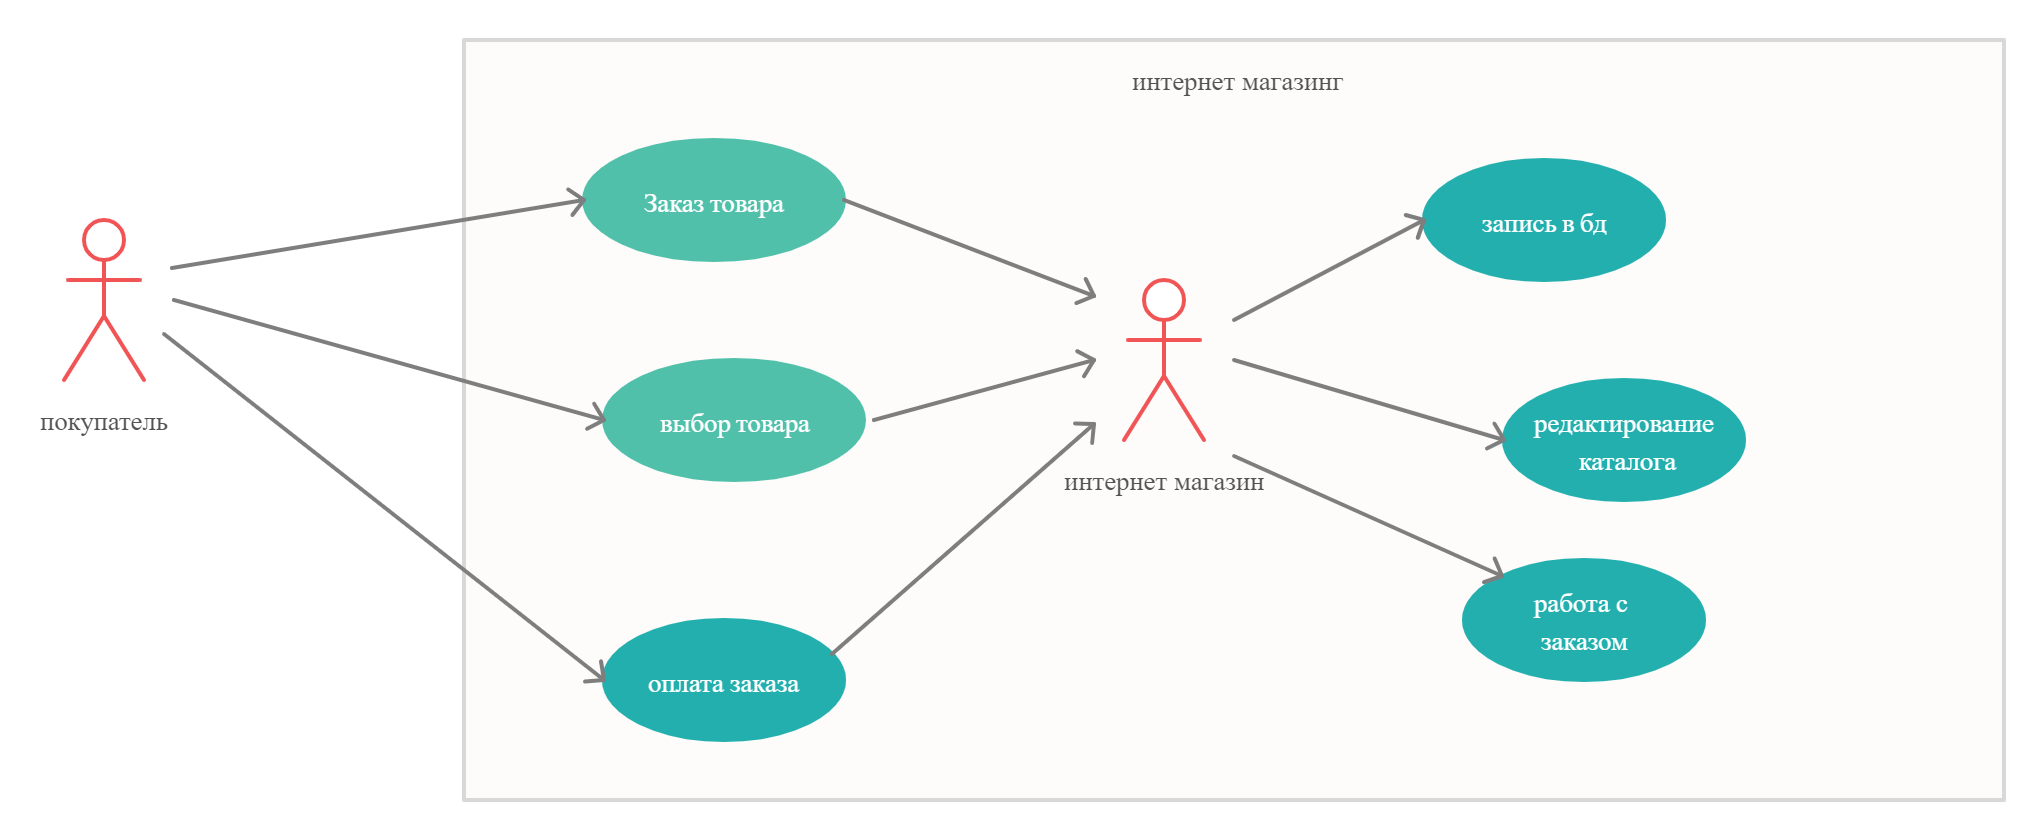 интернет магазинг
Заказ товара
запись в бд
покупатель
выбор товара
редактирование
каталога
интернет магазин
работа с
заказом
оплата заказа